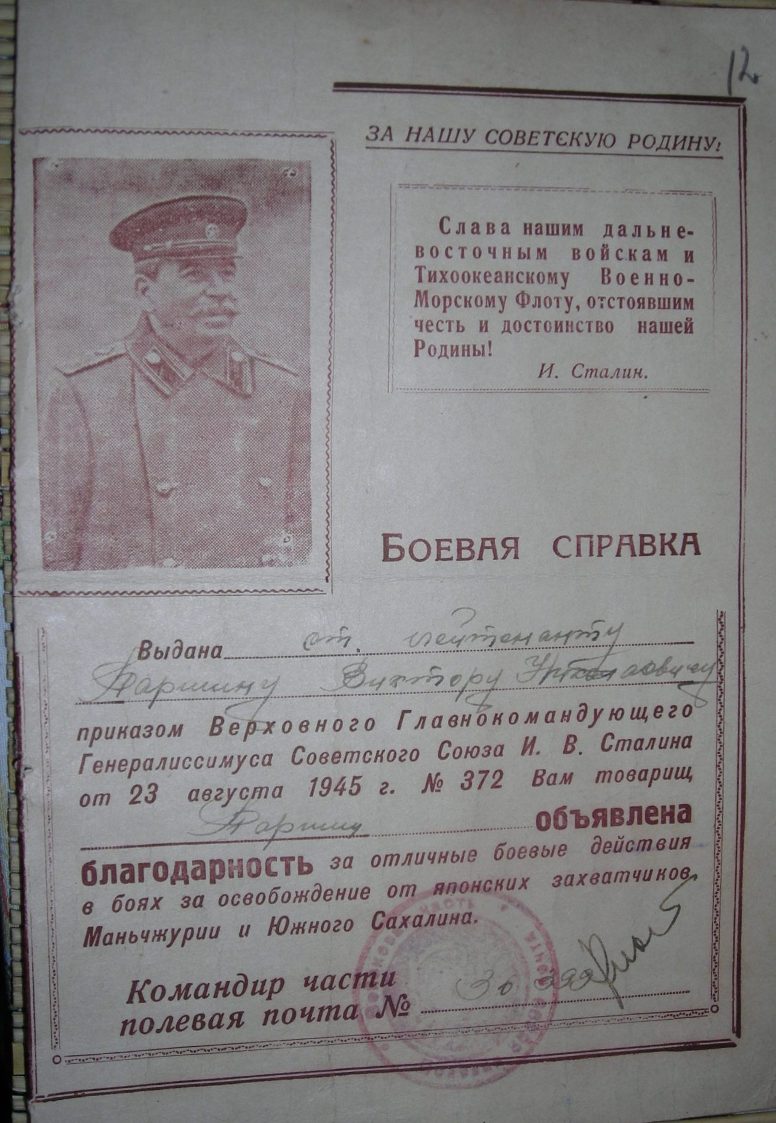 12
ЗА НАШУ СОВЕТСКУЮ РОДИНУ!
Слава нашим дальне-
восточным войскам и
Тихоокеанскому Военно-
Морскому Флоту, отстоявшим
честь и достоинство нашей
Родины!
И. Сталин.
БОЕВАЯ СПРАВКА
Выдана ст. лейтенанту
Паршину Виктору Николаевичу
приказом Верховного Главнокомандующего
Генералиссимуса Советского Союза И. В. Сталина
от 23 августа 1945 г. № 372 Вам товарищ
Паршин объявлена
благодарность за отличные боевые действия
в боях за освобождение от японских захватчиков
Маньчжурии и Южного Сахалина.
Командир части
полевая почта №